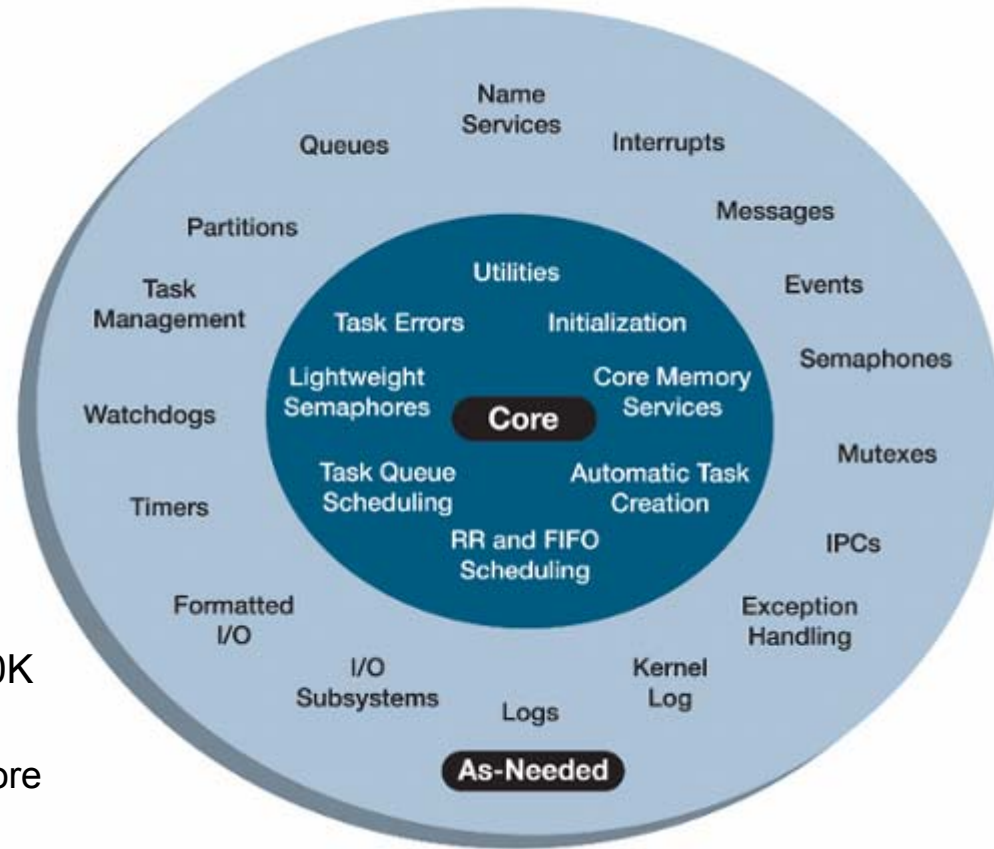 Name
Services
Queues
Interrupts
Partitions
Messages
Task
Management
Events
Watchdogs
Semaphones
Timers
Mutexes
IPCs
Formatted
I/O
Exception
Handling
I/O
Subsystems
Kernel
Log
Logs
As-Needed
Utilities
Task Errors
Initialization
Lightweight
Semaphores
Core Memory
Services
Core
Task Queue
Scheduling
Automatic Task
Creation
RR and FIFO
Scheduling